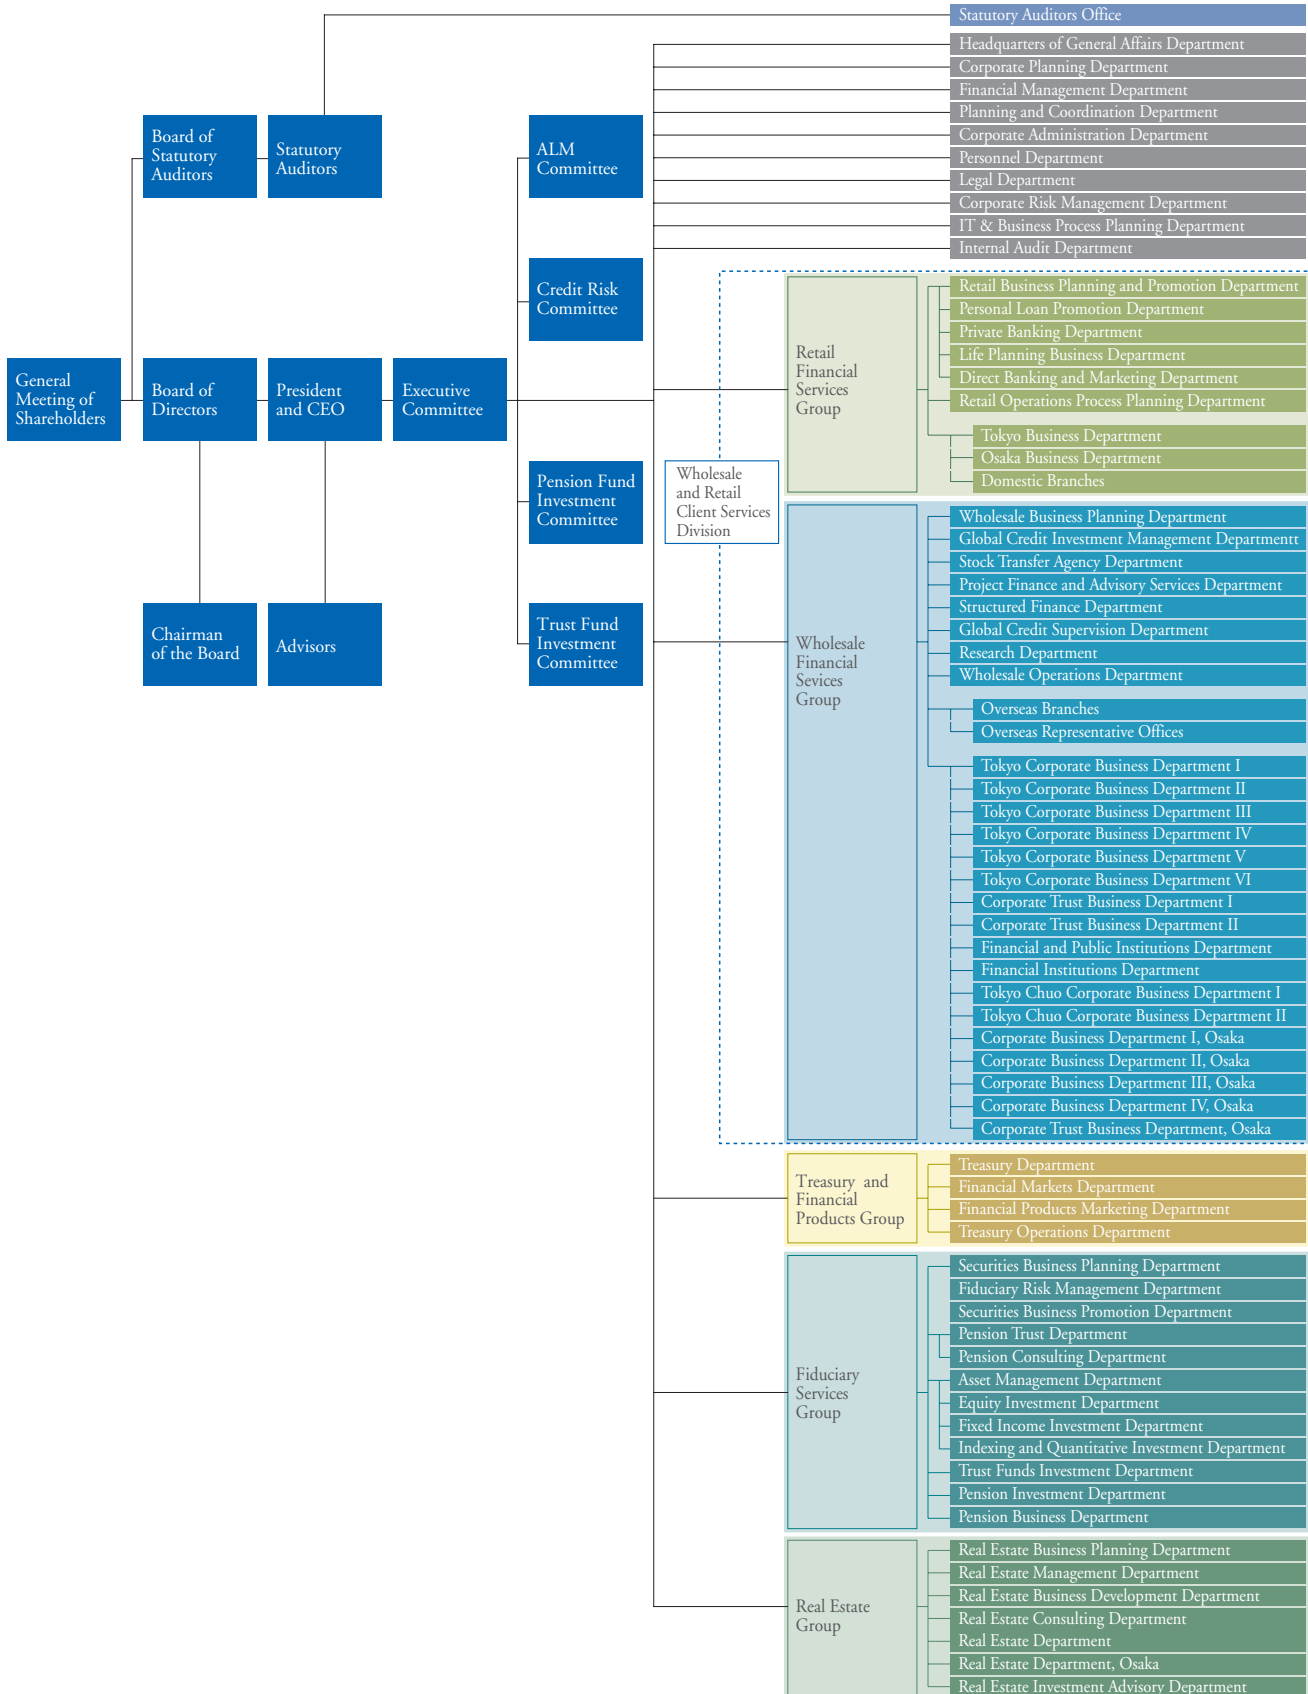 Statutory Auditors Office
Headquarters of General Affairs Department
Corporate Planning Department
Financial Management Department
Planning and Coordination Department
Corporate Administration Department
Personnel Department
Legal Department
Corporate Risk Management Department
IT & Business Process Planning Department
Internal Audit Department
Board of
Statutory
Auditors
Statutory
Auditors
ALM
Committee
Credit Risk
Committee
General
Meeting of
Shareholders
Board of
Directors
President
and CEO
Executive
Committee
Pension Fund
Investment
Committee
Chairman
of the Board
Advisors
Trust Fund
Investment
Committee
Wholesale
and Retail
Client Services
Division
Retail
Financial
Services
Group
Retail Business Planning and Promotion Department
Personal Loan Promotion Department
Private Banking Department
Life Planning Business Department
Direct Banking and Marketing Department
Retail Operations Process Planning Department
Tokyo Business Department
Osaka Business Department
Domestic Branches
Wholesale
Financial
Sevices
Group
Wholesale Business Planning Department
Global Credit Investment Management Departmentt
Stock Transfer Agency Department
Project Finance and Advisory Services Department
Structured Finance Department
Global Credit Supervision Department
Research Department
Wholesale Operations Department
Overseas Branches
Overseas Representative Offices
Tokyo Corporate Business Department I
Tokyo Corporate Business Department II
Tokyo Corporate Business Department III
Tokyo Corporate Business Department IV
Tokyo Corporate Business Department V
Tokyo Corporate Business Department VI
Corporate Trust Business Department I
Corporate Trust Business Department II
Financial and Public Institutions Department
Financial Institutions Department
Tokyo Chuo Corporate Business Department I
Tokyo Chuo Corporate Business Department II
Corporate Business Department I, Osaka
Corporate Business Department II, Osaka
Corporate Business Department III, Osaka
Corporate Business Department IV, Osaka
Corporate Trust Business Department, Osaka
Treasury and
Financial
Products Group
Treasury Department
Financial Markets Department
Financial Products Marketing Department
Treasury Operations Department
Fiduciary
Services
Group
Securities Business Planning Department
Fiduciary Risk Management Department
Securities Business Promotion Department
Pension Trust Department
Pension Consulting Department
Asset Management Department
Equity Investment Department
Fixed Income Investment Department
Indexing and Quantitative Investment Department
Trust Funds Investment Department
Pension Investment Department
Pension Business Department
Real Estate
Group
Real Estate Business Planning Department
Real Estate Management Department
Real Estate Business Development Department
Real Estate Consulting Department
Real Estate Department
Real Estate Department, Osaka
Real Estate Investment Advisory Department